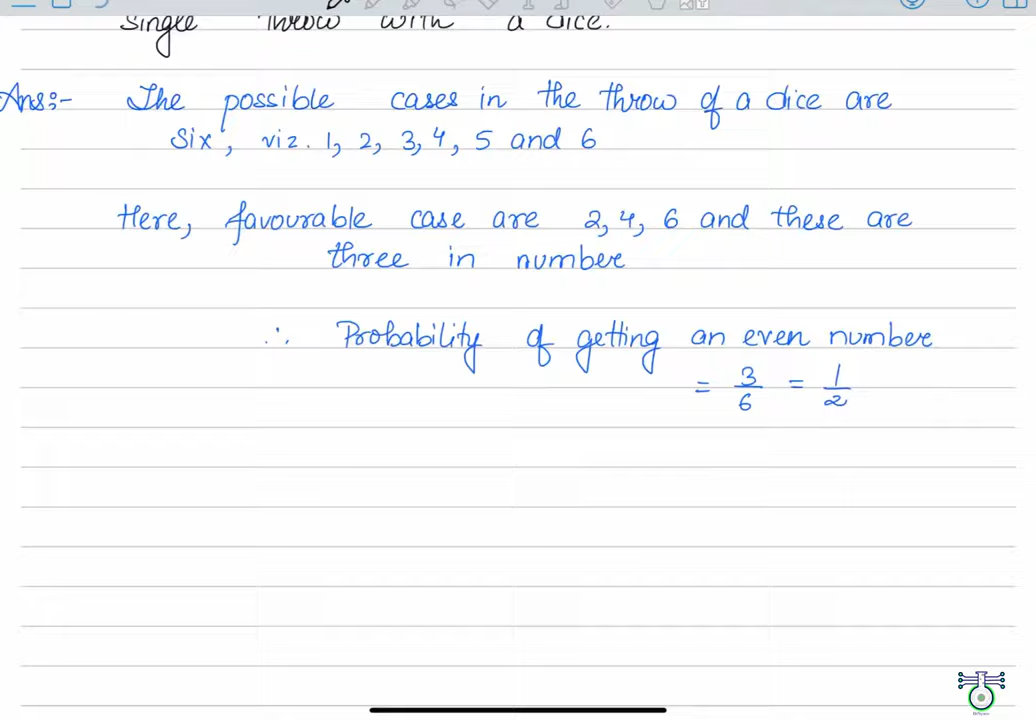 single throw with a dice.
Ans:- The possible cases in the throw of a dice are
six, viz. 1, 2, 3, 4, 5 and 6
Here, favourable case are 2, 4, 6 and these are
three in number
∴ Probability of getting an even number
= 3/6 = 1/2